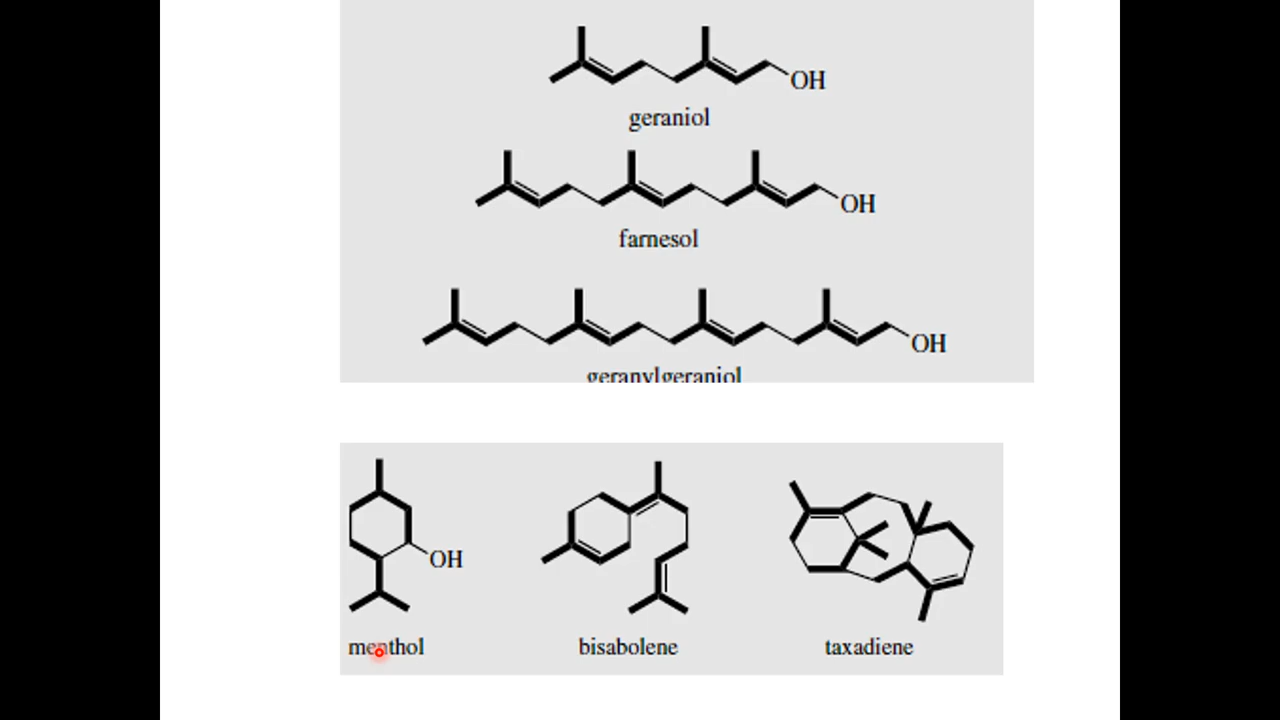 OH
geraniol
OH
farnesol
OH
geranylgeraniol
OH
menthol bisabolene taxadiene